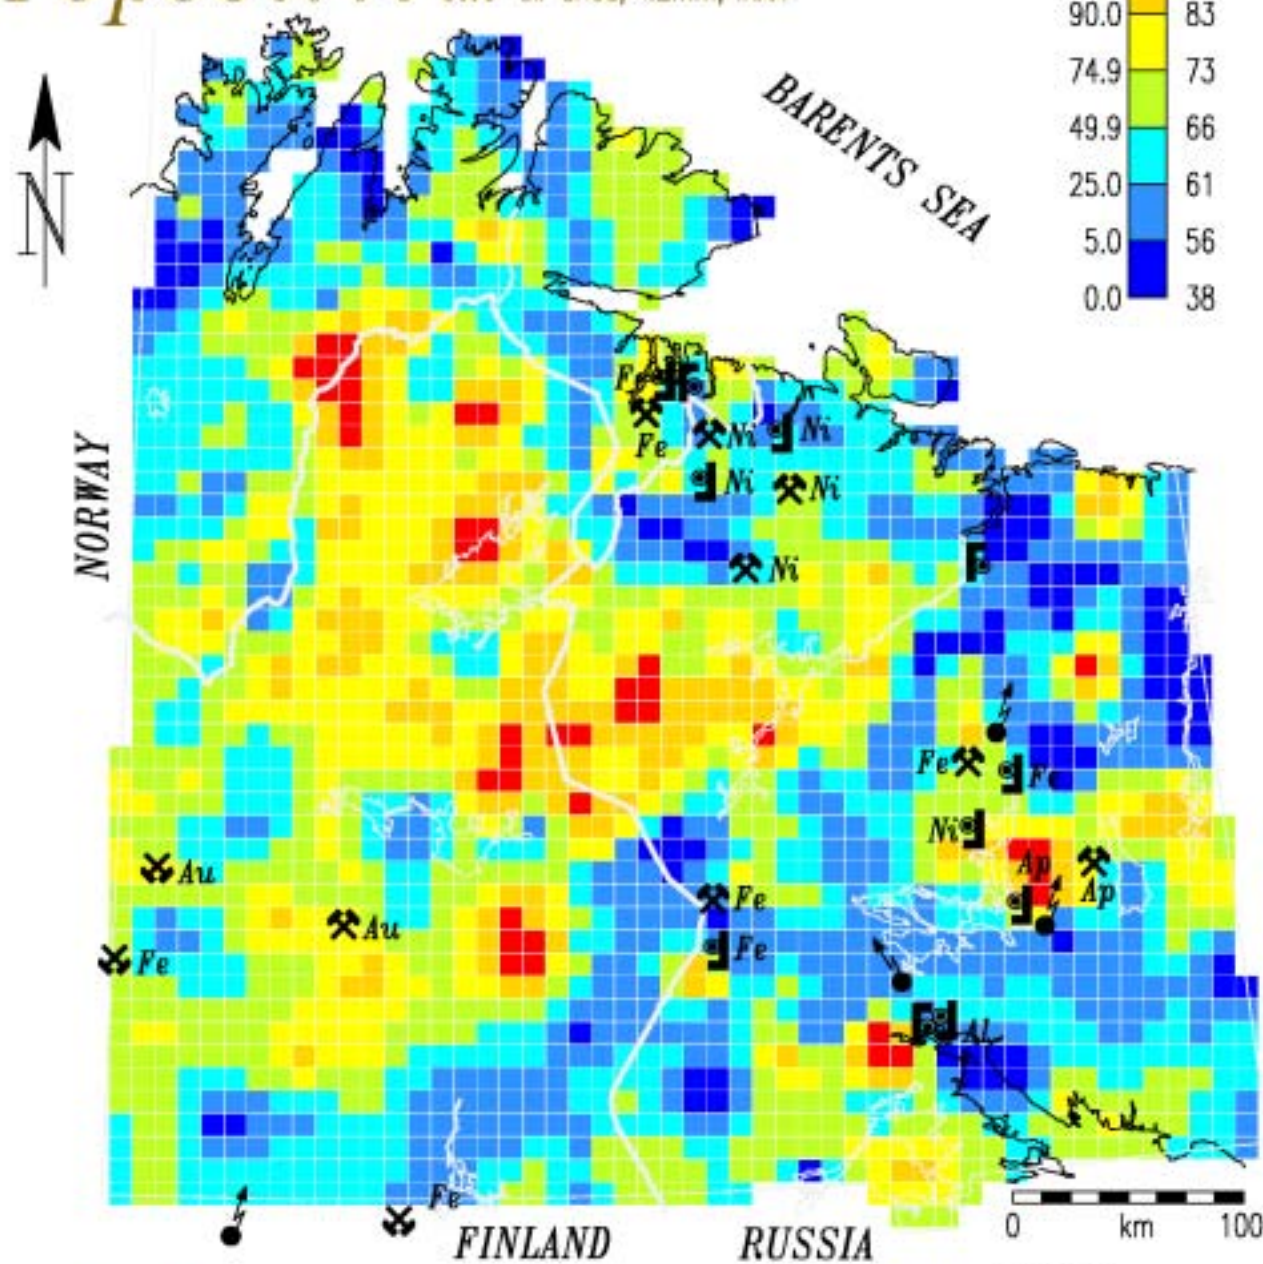 90.0 83
74.9 73
49.9 66
25.0 61
5.0 56
0.0 38
BARENTS SEA
N
NORWAY
Fe
Fe
Ni
Ni
Ni
Ni
Ni
Fe
Fe
Ni
Ap
Ap
Au
Au
Fe
Fe
Fe
Al
Fe
FINLAND
RUSSIA
0 km 100